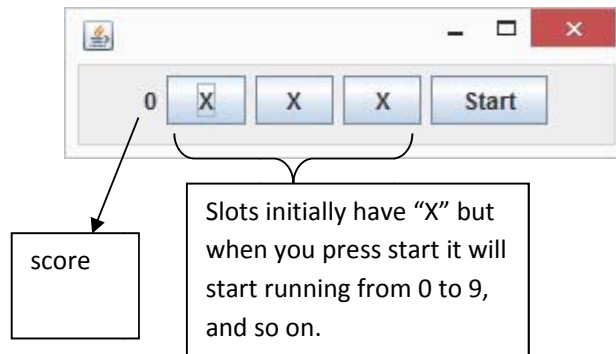 0 X X X Start
score
Slots initially have “X” but
when you press start it will
start running from 0 to 9,
and so on.